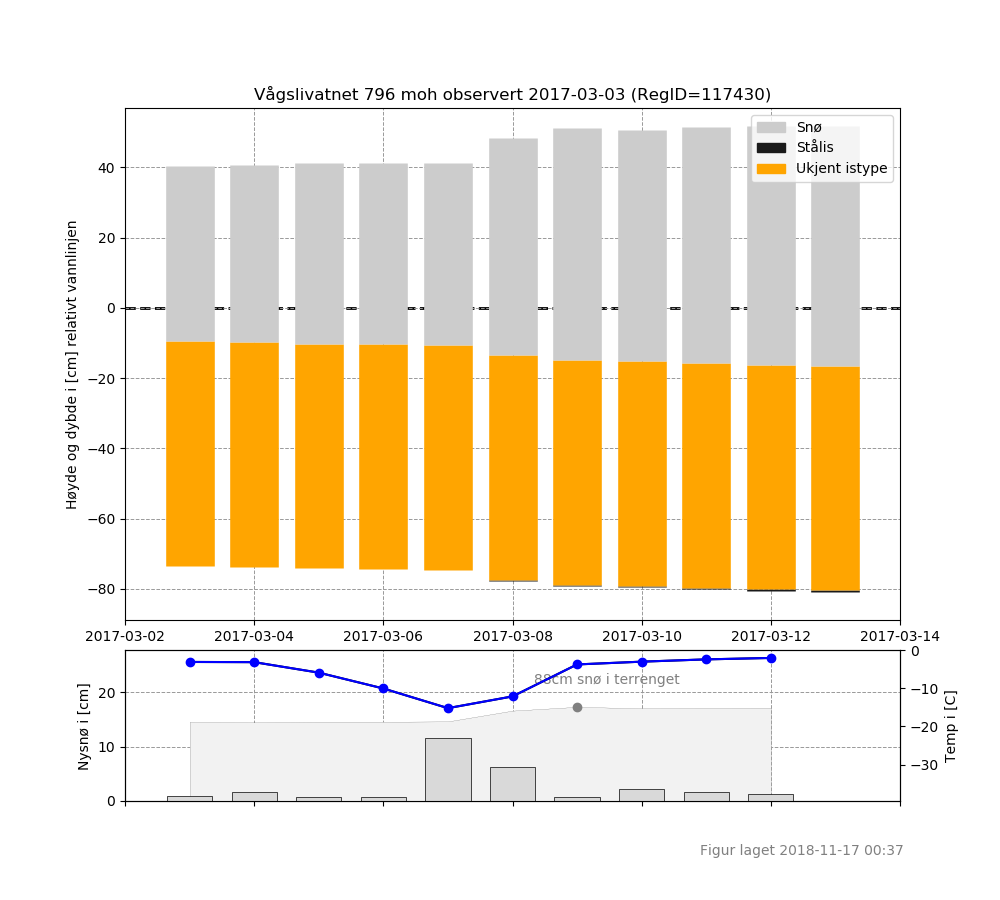 Vågslivatnet 796 moh observert 2017-03-03 (RegID=117430)
Snø
Stålis
Ukjent istype
Høyde og dybde i [cm] relativt vannlinjen
40
20
0
−20
−40
−60
−80
2017-03-02 2017-03-04 2017-03-06 2017-03-08 2017-03-10 2017-03-12 2017-03-14
Nysnø i [cm]
20
10
0
88cm snø i terrenget
0
−10
−20
−30
Temp i [C]
Figur laget 2018-11-17 00:37